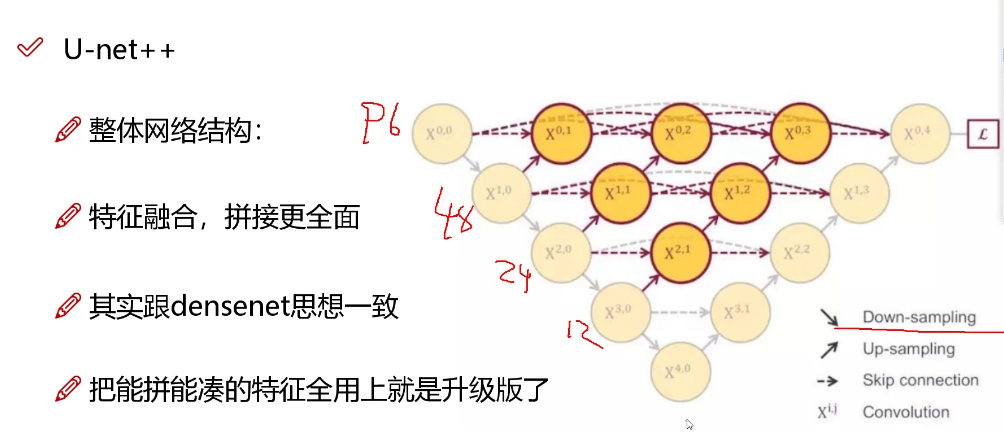 U-net++
整体网络结构：
特征融合，拼接更全面
其实跟densenet思想一致
把能拼能凑的特征全用上就是升级版了
P6
48
24
12
X^{0,0} X^{0,1} X^{0,2} X^{0,3} X^{0,4} ℒ
X^{1,0} X^{1,1} X^{1,2} X^{1,3}
X^{2,0} X^{2,1} X^{2,2}
X^{3,0} X^{3,1}
X^{4,0}
Down-sampling
Up-sampling
Skip connection
X^{i,j} Convolution